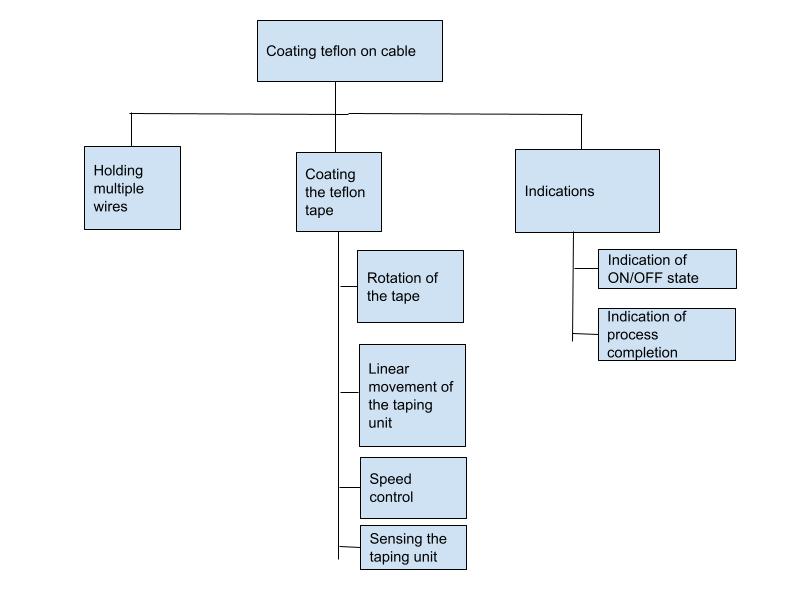 Coating teflon on cable
Holding
multiple
wires
Coating
the teflon
tape
Indications
Rotation of
the tape
Linear
movement of
the taping
unit
Speed
control
Sensing the
taping unit
Indication of
ON/OFF state
Indication of
process
completion